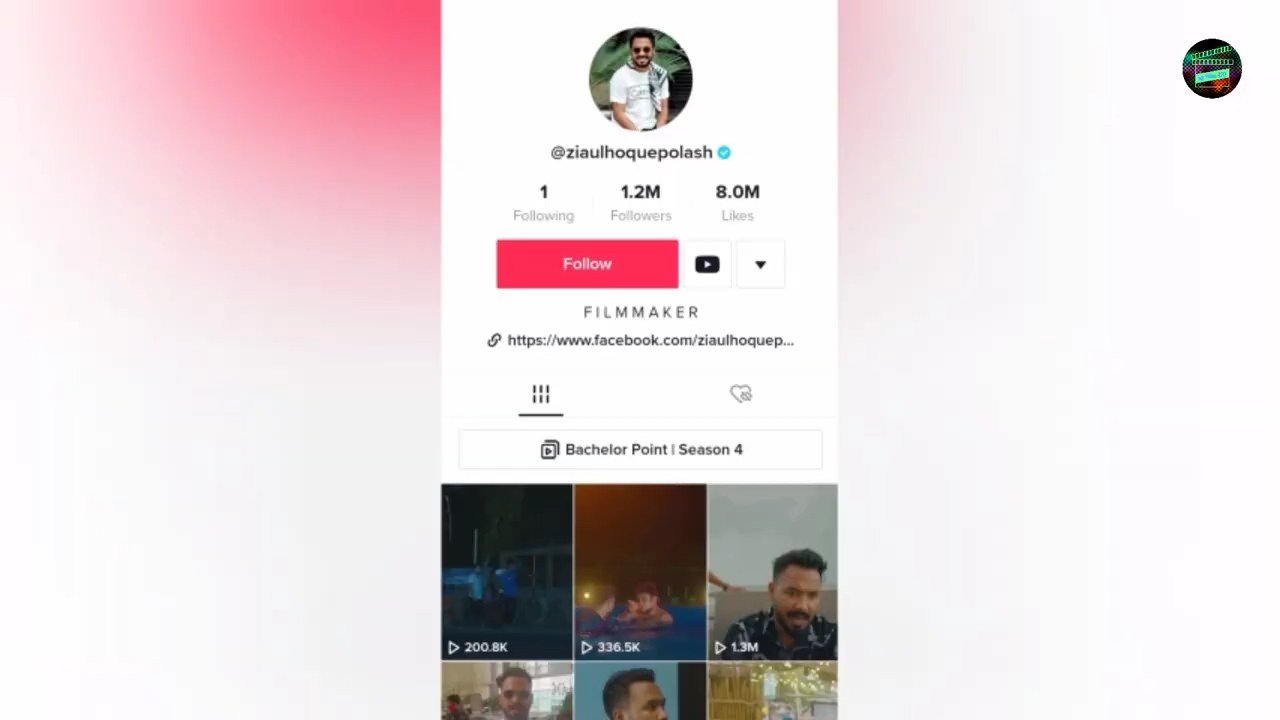 @ziaulhoquepolash
1 1.2M 8.0M
Following Followers Likes
Follow
FILMMAKER
https://www.facebook.com/ziaulhoquep...
Bachelor Point | Season 4
200.8K 336.5K 1.3M